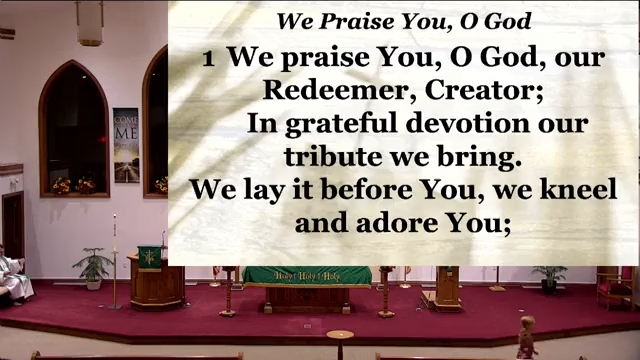 We Praise You, O God
1 We praise You, O God, our
Redeemer, Creator;
In grateful devotion our
tribute we bring.
We lay it before You, we kneel
and adore You;
COME
ME
Holy! Holy! Holy